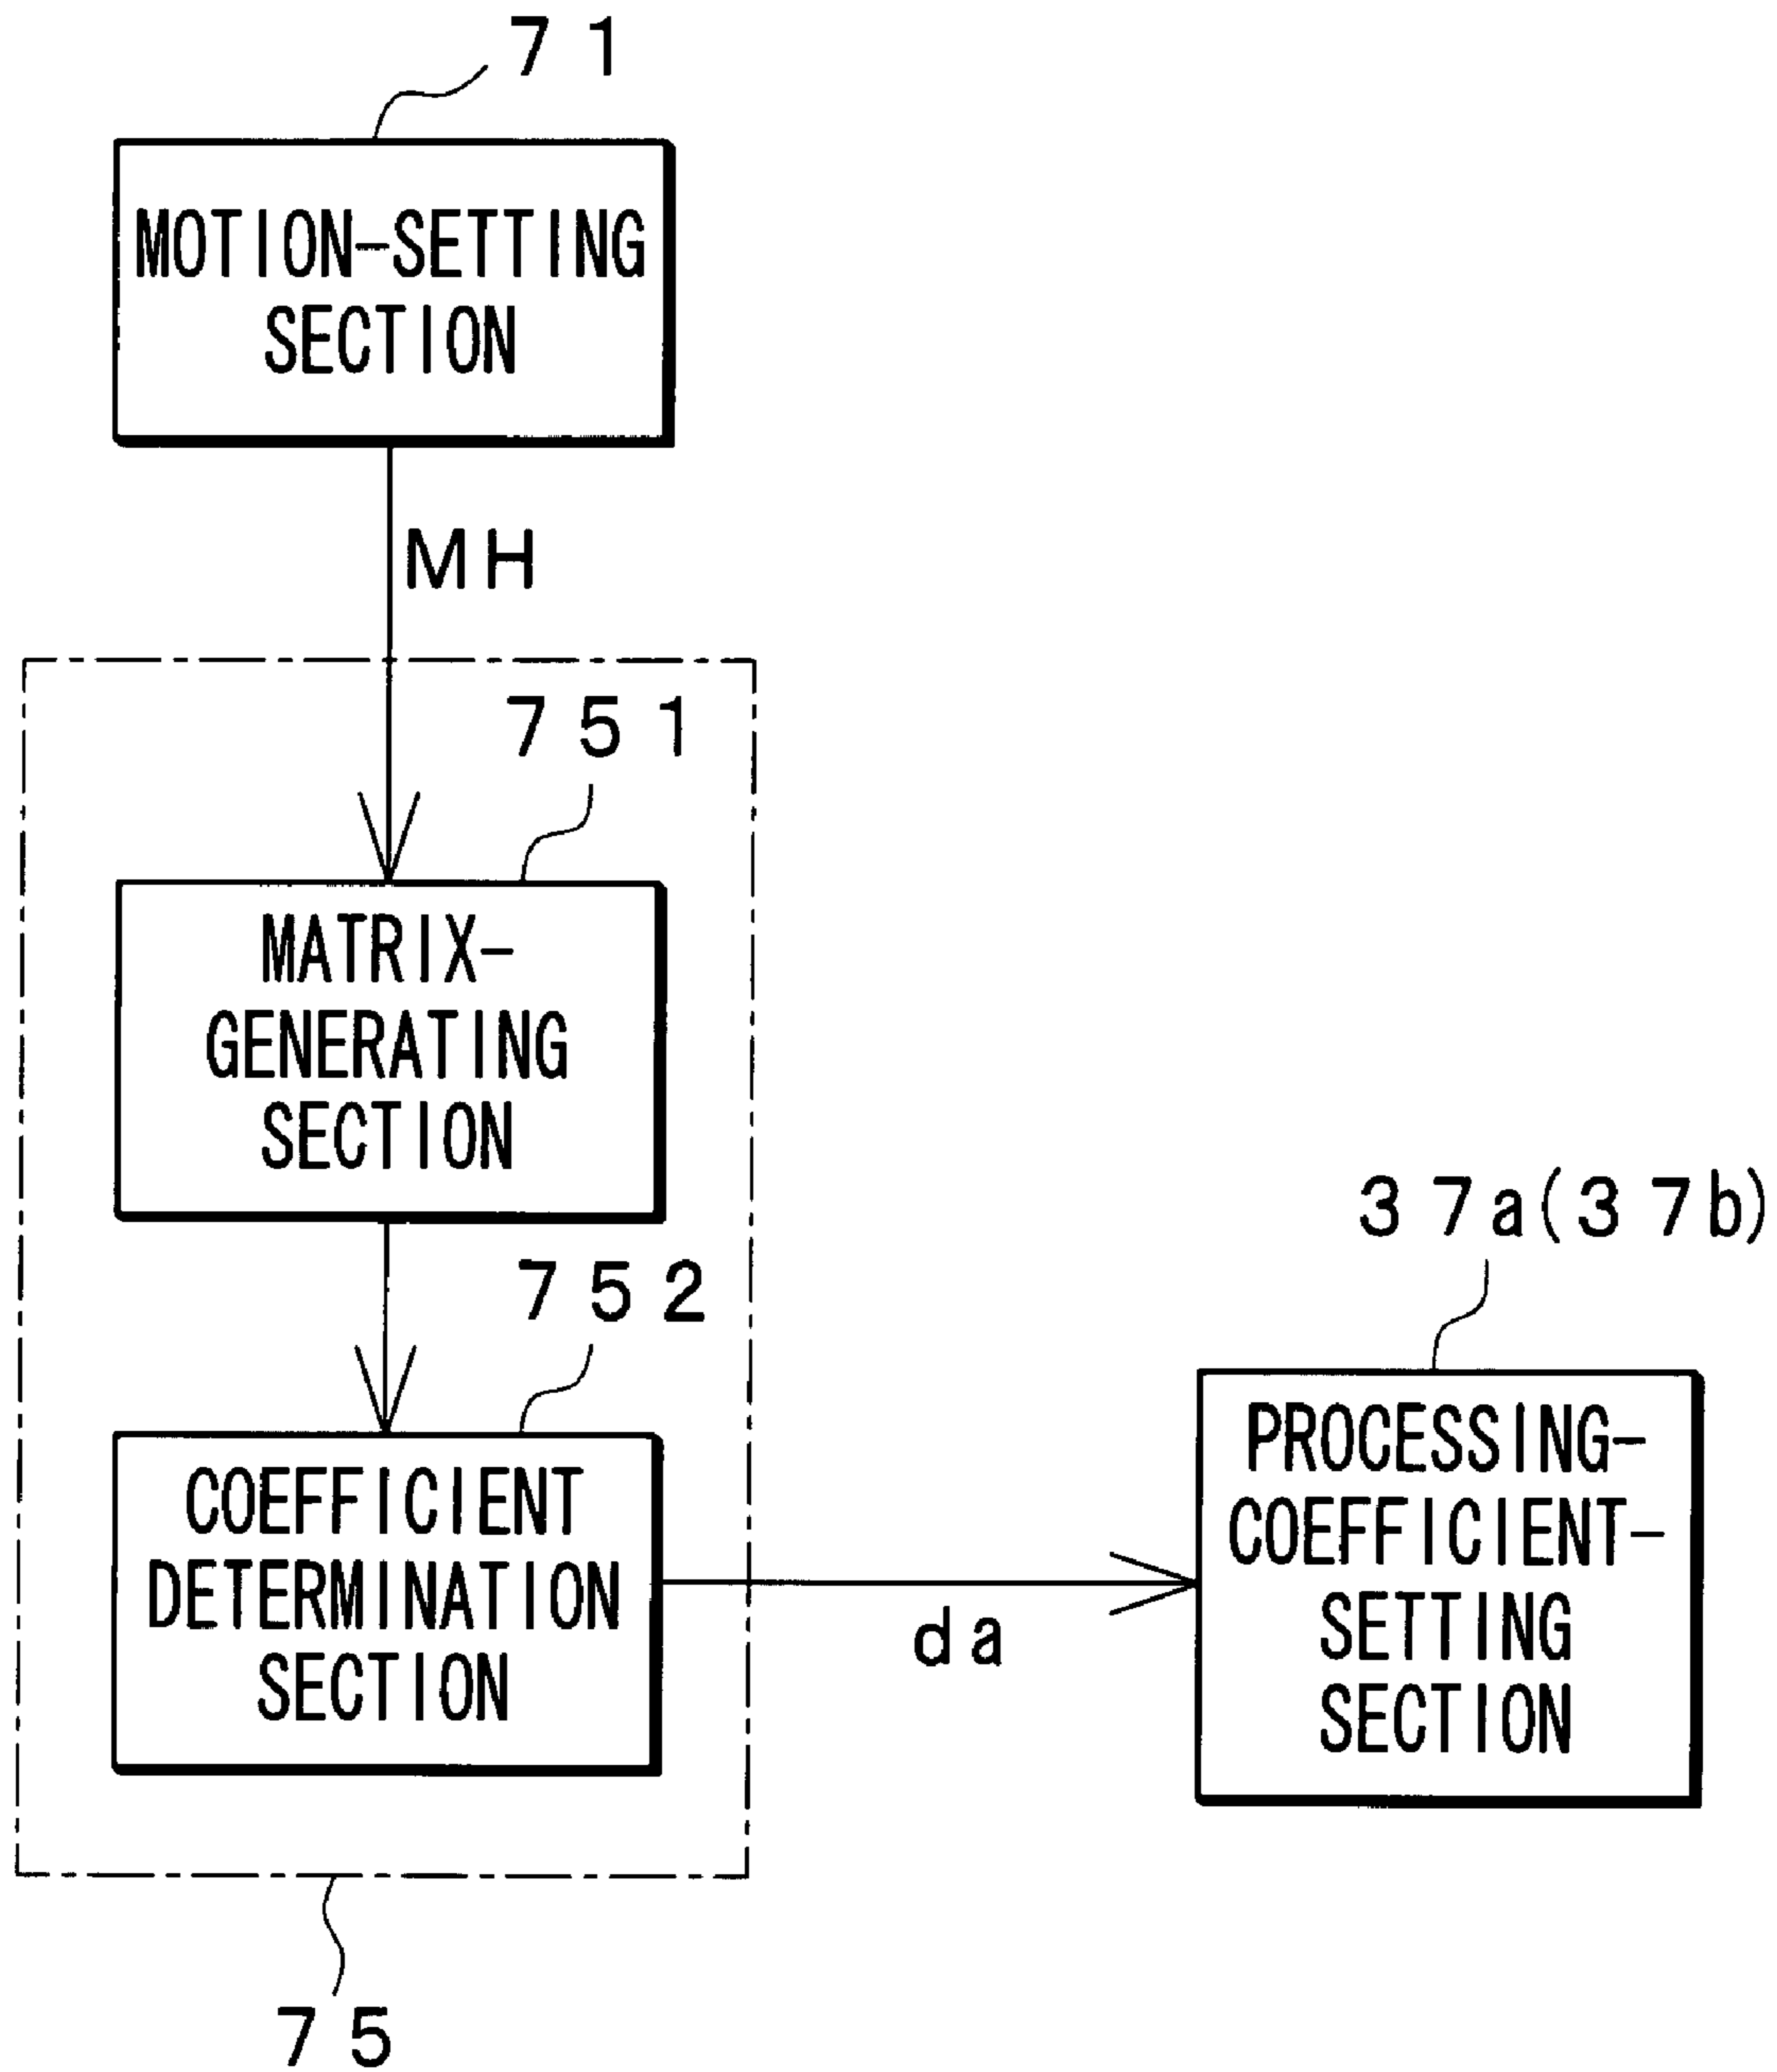 71
MOTION-SETTING
SECTION
MH
751
MATRIX-
GENERATING
SECTION
752
COEFFICIENT
DETERMINATION
SECTION
da
37a(37b)
PROCESSING-
COEFFICIENT-
SETTING
SECTION
75